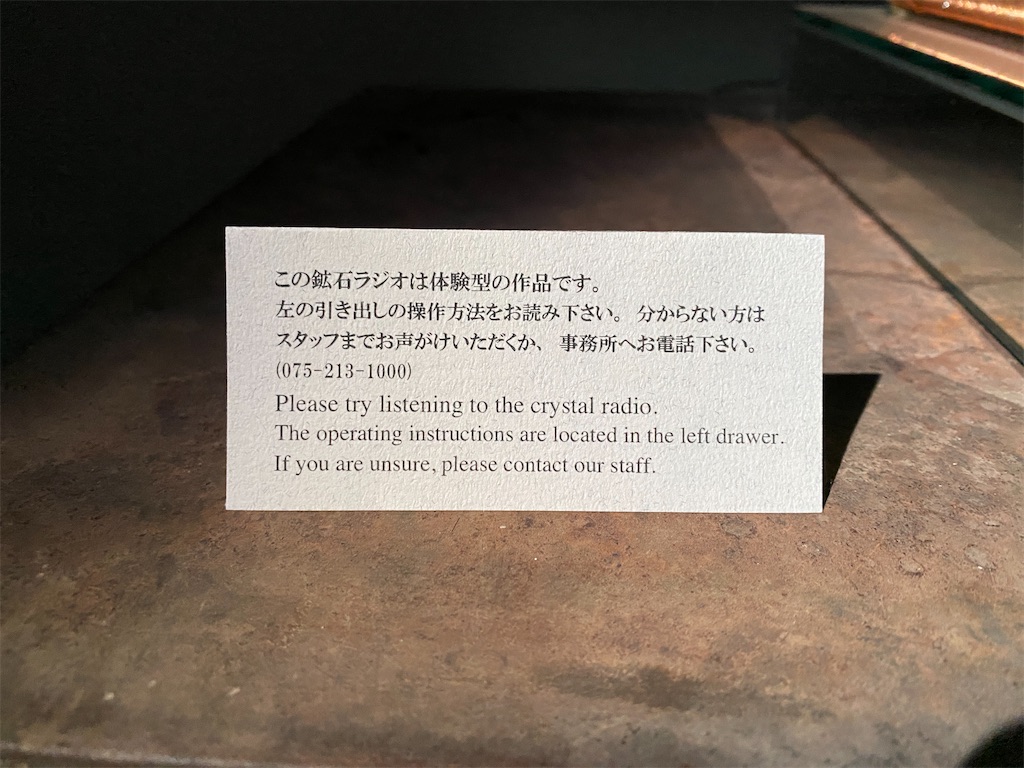 この鉱石ラジオは体験型の作品です。
左の引き出しの操作方法をお読み下さい。 分からない方は
スタッフまでお声がけいただくか、 事務所へお電話下さい。
(075-213-1000)
Please try listening to the crystal radio.
The operating instructions are located in the left drawer.
If you are unsure, please contact our staff.